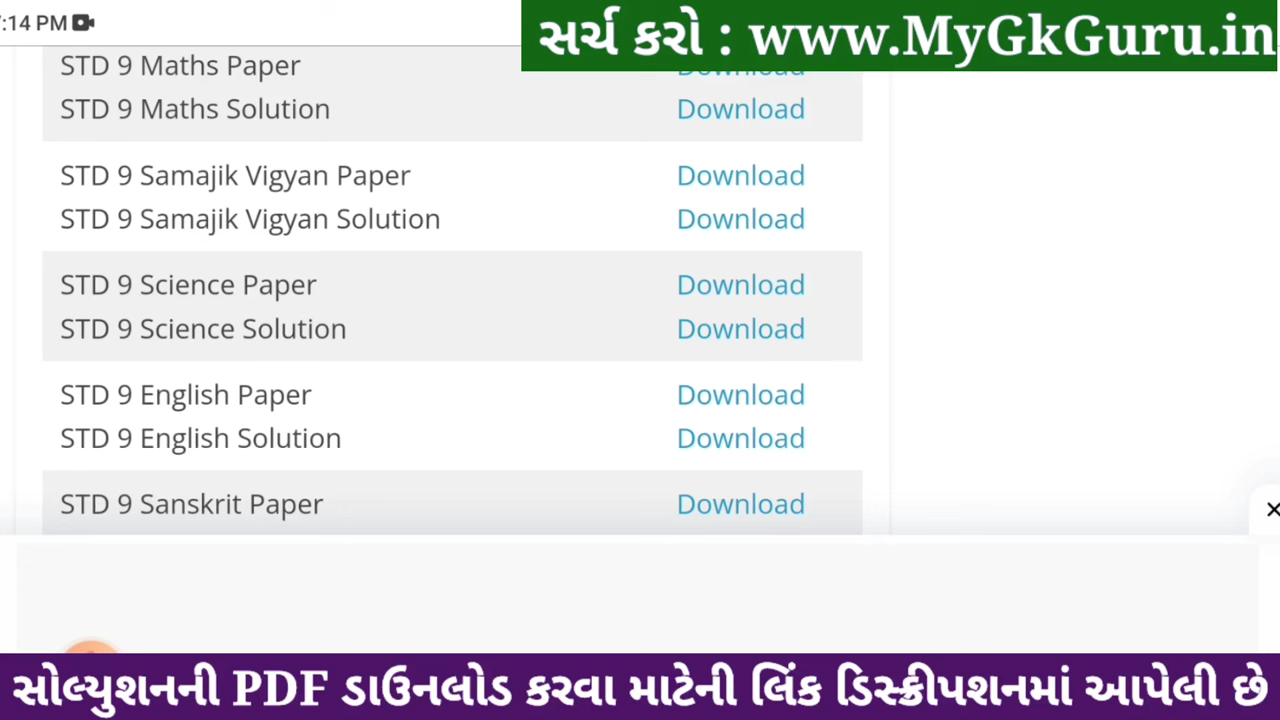 :14 PM
સર્ચ કરો : www.MyGkGuru.in
STD 9 Maths Paper Download
STD 9 Maths Solution Download
STD 9 Samajik Vigyan Paper Download
STD 9 Samajik Vigyan Solution Download
STD 9 Science Paper Download
STD 9 Science Solution Download
STD 9 English Paper Download
STD 9 English Solution Download
STD 9 Sanskrit Paper Download
સોલ્યુશનની PDF ડાઉનલોડ કરવા માટેની લિંક ડિસ્ક્રીપશનમાં આપેલી છે